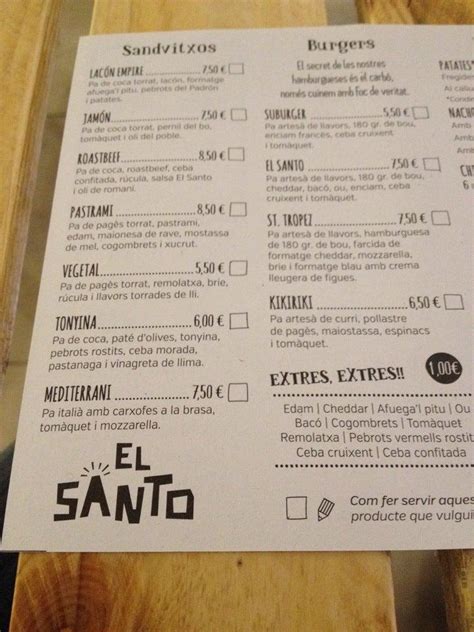 Sandvitxos
LACÓN EMPIRE 7,50 €
Pa de coca torrat, lacón, formatge
afuega'l pitu, pebrots del Padrón
i patates.
JAMÓN 7,50 €
Pa de coca torrat, pernil del bo,
tomàquet i oli del poble.
ROASTBEEF 8,50 €
Pa de coca, roastbeef, ceba
confitada, rúcula, salsa El Santo
i oli de romaní.
PASTRAMI 8,50 €
Pa de pagès torrat, pastrami,
edam, maionesa de rave, mostassa
de mel, cogombrets i xucrut.
VEGETAL 5,50 €
Pa de pagès torrat, remolatxa, brie,
rúcula i llavors torrades de lli.
TONYINA 6,00 €
Pa de coca, paté d'olives, tonyina,
pebrots rostits, ceba morada,
pastanaga i vinagreta de llima.
MEDITERRANI 7,50 €
Pa italià amb carxofes a la brasa,
tomàquet i mozzarella.
EL
SANTO
Burgers
El secret de les nostres
hamburgueses és el carbó,
només cuinem amb foc de veritat.
SUBURGER 5,50 €
Pa artesà de llavors, 180 gr. de bou,
enciam francès, ceba cruixent
i tomàquet.
EL SANTO 7,50 €
Pa artesà de llavors, 180 gr. de bou,
cheddar, bacó, ou, enciam, ceba
cruixent i tomàquet.
ST. TROPEZ 7,50 €
Pa artesà de llavors, hamburguesa
de 180 gr. de bou, farcida de
formatge cheddar, mozzarella,
brie i formatge blau amb crema
lleugera de figues.
KIKIRIKI 6,50 €
Pa artesà de curri, pollastre
de pagès, maiostassa, espinacs
i tomàquet.
EXTRES, EXTRES!! 1,00€
Edam | Cheddar | Afuega'l pitu | Ou
Bacó | Cogombrets | Tomàquet
Remolatxa | Pebrots vermells rostit
Ceba cruixent | Ceba confitada
Com fer servir aques
producte que vulgui
PATATES
Fregida
Al caliu
*Condi
NACHO
Amb
Amb